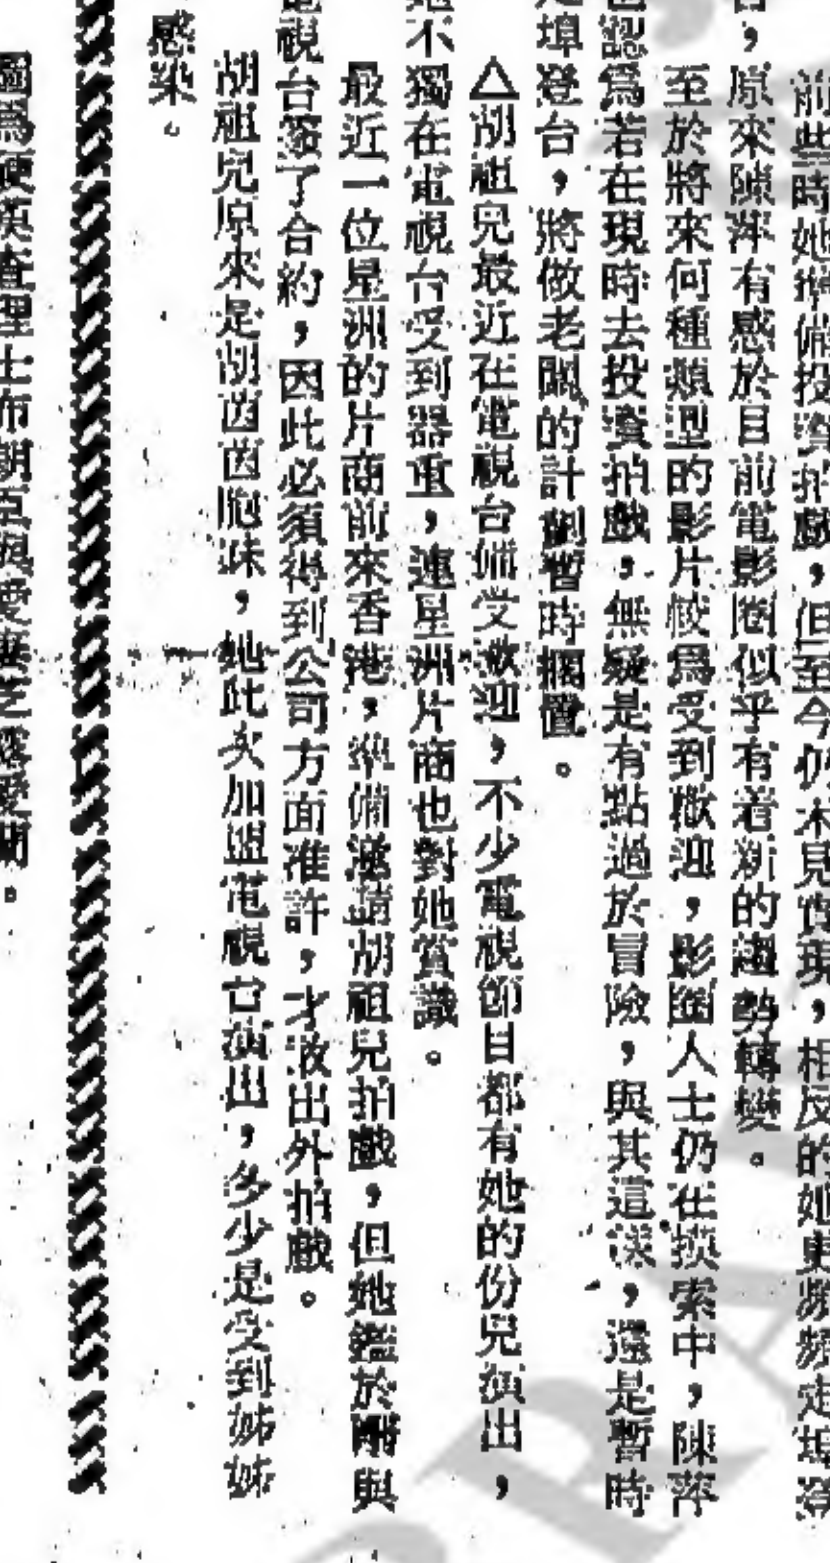 前些時她準備投資拍戲，但至今仍未見實現，相反的她更頻頻走埠登
，原來陳萍有感於目前電影圈似乎有着新的趨勢轉變。
至於將來何種類型的影片較爲受到歡迎，影圈人士仍在摸索中，陳萍
認爲若在現時去投資拍戲，無疑是有點過於冒險，與其這樣，還是暫時
埠登台，將做老闆的計劃暫時擱置。
△胡祖兒最近在電視台備受歡迎，不少電視節目都有她的份兒演出，
不獨在電視台受到器重，連星洲片商也對她賞識。
最近一位星洲的片商前來香港，準備邀請胡祖兒拍戲，但她鑑於剛與
電視台簽了合約，因此必須得到公司方面准許，才敢出外拍戲。
胡祖兒原來是胡茵茵胞妹，她此次加盟電視台演出，多少是受到姊姊
感染。